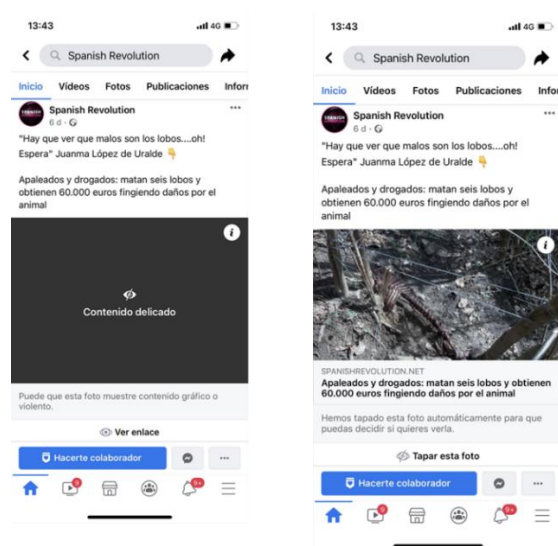 13:43
4G
Spanish Revolution
Inicio Vídeos Fotos Publicaciones Inforr
Spanish Revolution
6 d
"Hay que ver que malos son los lobos....oh!
Espera" Juanma López de Uralde
Apaleados y drogados: matan seis lobos y
obtienen 60.000 euros fingiendo daños por el
animal
i
Contenido delicado
Puede que esta foto muestre contenido gráfico o
violento.
Ver enlace
Hacerte colaborador
9
9+
13:43
4G
Spanish Revolution
Inicio Vídeos Fotos Publicaciones Infor
Spanish Revolution
6 d
"Hay que ver que malos son los lobos....oh!
Espera" Juanma López de Uralde
Apaleados y drogados: matan seis lobos y
obtienen 60.000 euros fingiendo daños por el
animal
i
SPANISHREVOLUTION.NET
Apaleados y drogados: matan seis lobos y obtienen
60.000 euros fingiendo daños por el animal
Hemos tapado esta foto automáticamente para que
puedas decidir si quieres verla.
Tapar esta foto
Hacerte colaborador
9
9+